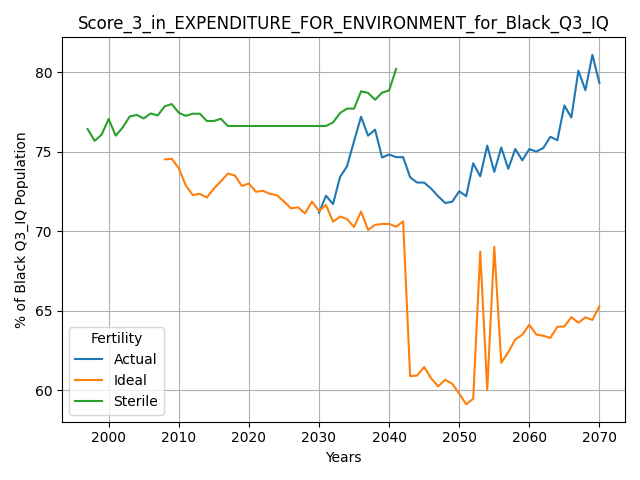 Score_3_in_EXPENDITURE_FOR_ENVIRONMENT_for_Black_Q3_IQ
% of Black Q3_IQ Population
80
75
70
65
60
Fertility
Actual
Ideal
Sterile
2000 2010 2020 2030 2040 2050 2060 2070
Years